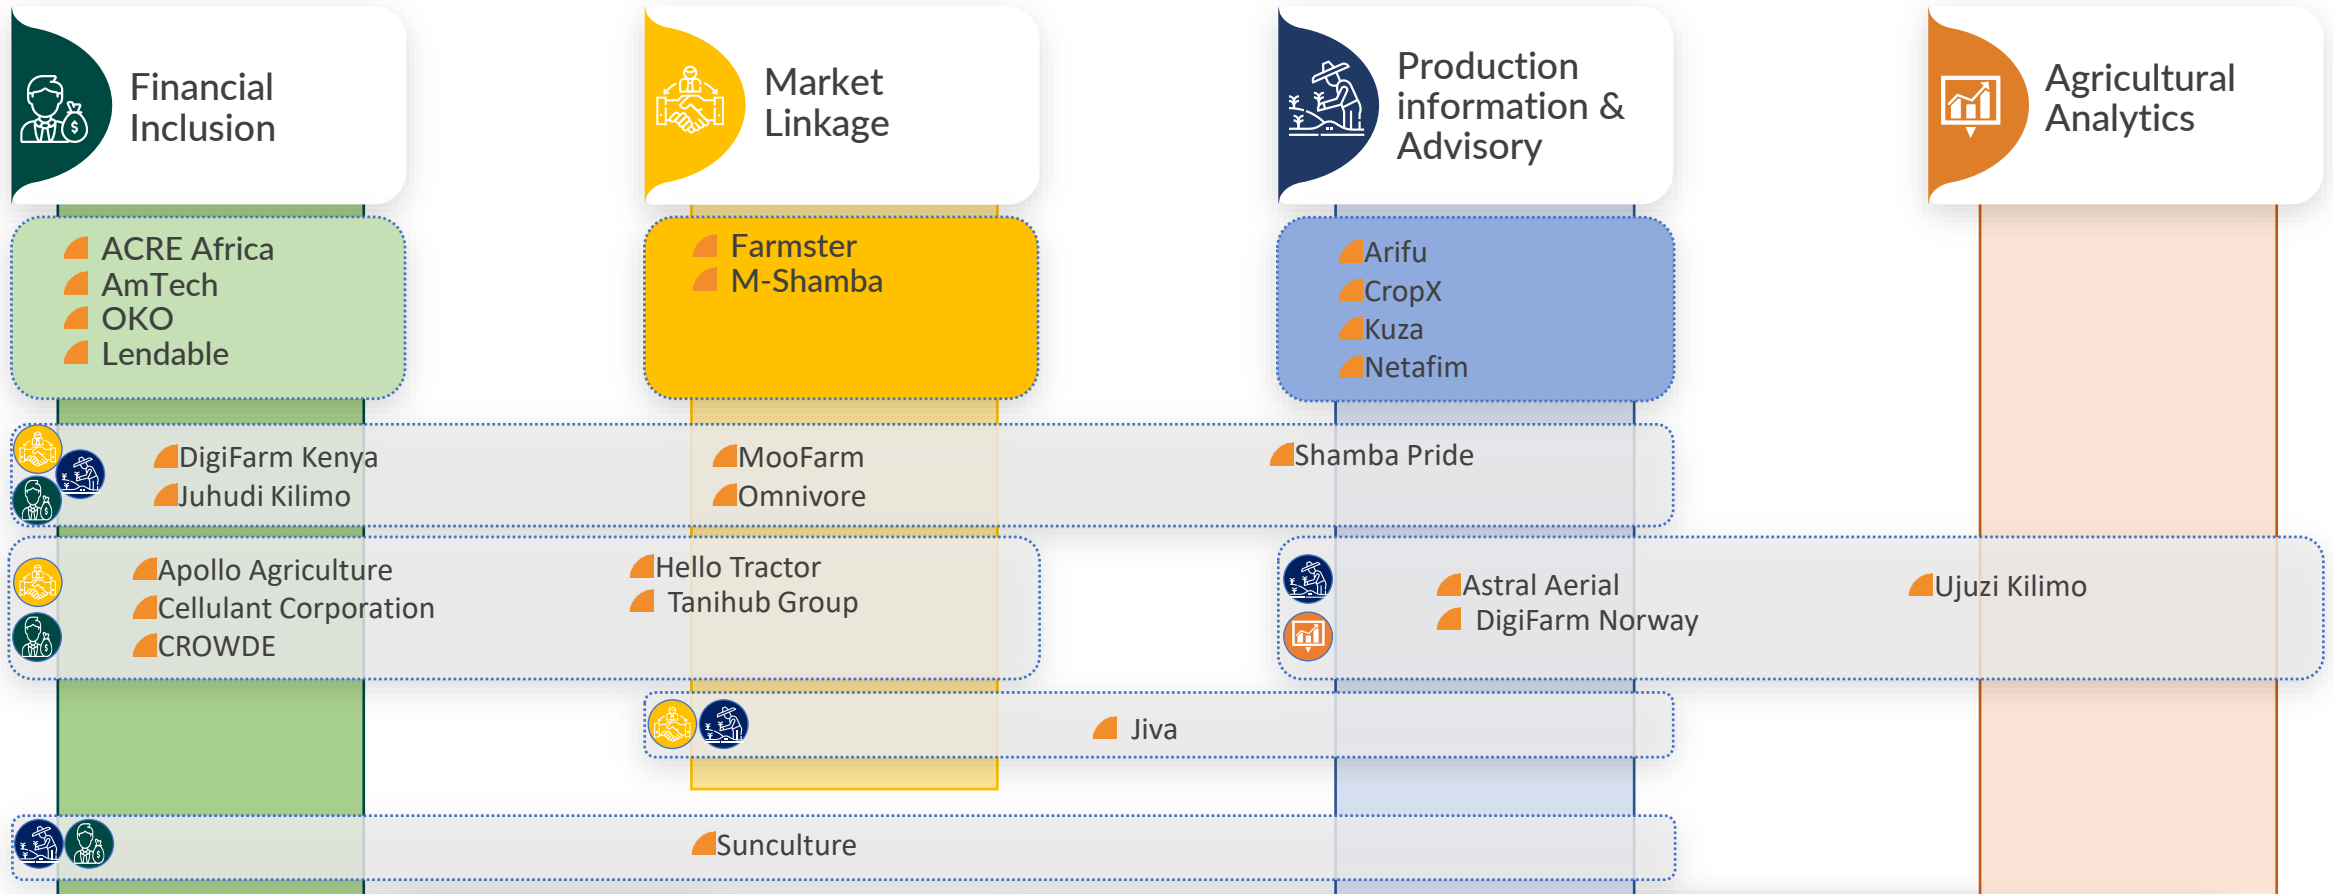 Financial
Inclusion
Market
Linkage
Production
information &
Advisory
Agricultural
Analytics
ACRE Africa
AmTech
OKO
Lendable
Farmster
M-Shamba
Arifu
CropX
Kuza
Netafim
DigiFarm Kenya
Juhudi Kilimo
MooFarm
Omnivore
Shamba Pride
Apollo Agriculture
Cellulant Corporation
CROWDE
Hello Tractor
Tanihub Group
Astral Aerial
DigiFarm Norway
Ujuzi Kilimo
Jiva
Sunculture